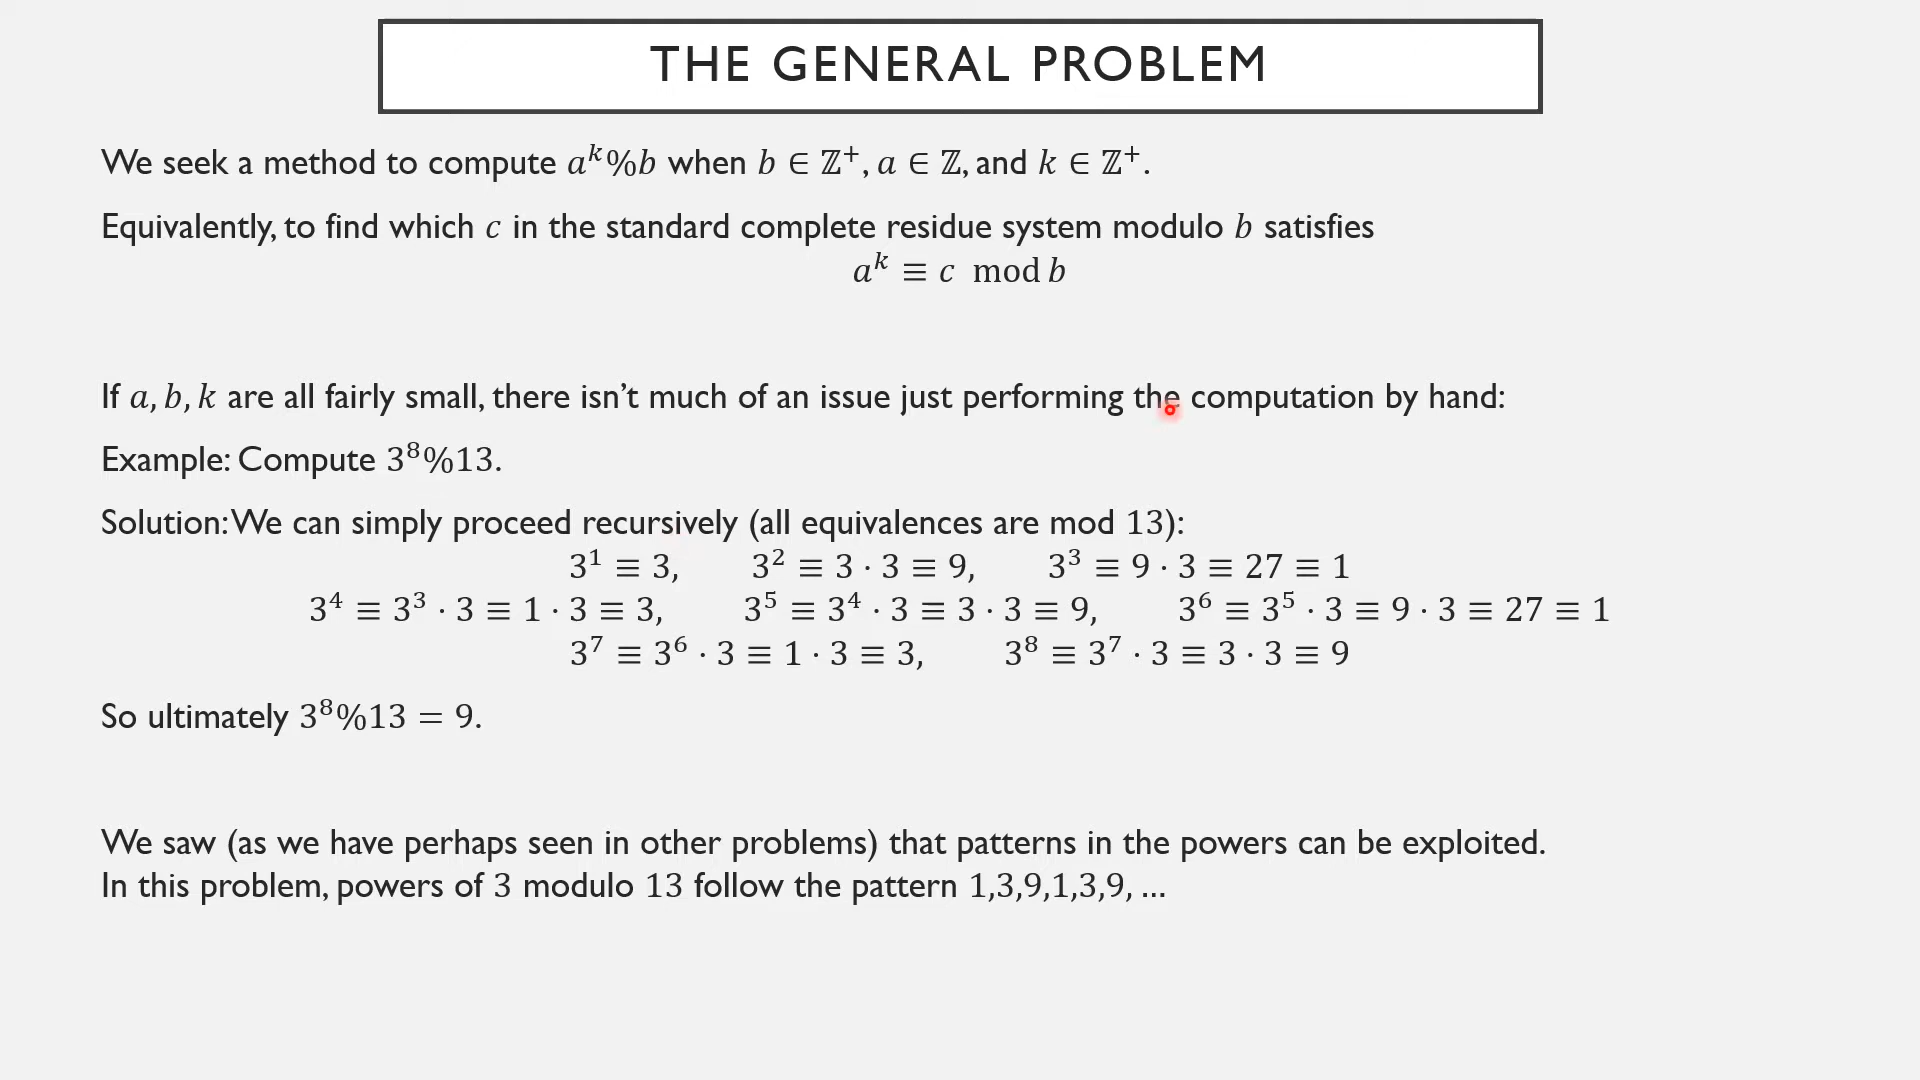 THE GENERAL PROBLEM
We seek a method to compute 𝑎ᵏ%𝑏 when 𝑏 ∈ ℤ⁺, 𝑎 ∈ ℤ, and 𝑘 ∈ ℤ⁺.
Equivalently, to find which 𝑐 in the standard complete residue system modulo 𝑏 satisfies
𝑎ᵏ ≡ 𝑐 mod 𝑏
If 𝑎, 𝑏, 𝑘 are all fairly small, there isn’t much of an issue just performing the computation by hand:
Example: Compute 3⁸%13.
Solution: We can simply proceed recursively (all equivalences are mod 13):
3¹ ≡ 3, 3² ≡ 3 · 3 ≡ 9, 3³ ≡ 9 · 3 ≡ 27 ≡ 1
3⁴ ≡ 3³ · 3 ≡ 1 · 3 ≡ 3, 3⁵ ≡ 3⁴ · 3 ≡ 3 · 3 ≡ 9, 3⁶ ≡ 3⁵ · 3 ≡ 9 · 3 ≡ 27 ≡ 1
3⁷ ≡ 3⁶ · 3 ≡ 1 · 3 ≡ 3, 3⁸ ≡ 3⁷ · 3 ≡ 3 · 3 ≡ 9
So ultimately 3⁸%13 = 9.
We saw (as we have perhaps seen in other problems) that patterns in the powers can be exploited.
In this problem, powers of 3 modulo 13 follow the pattern 1,3,9,1,3,9, …